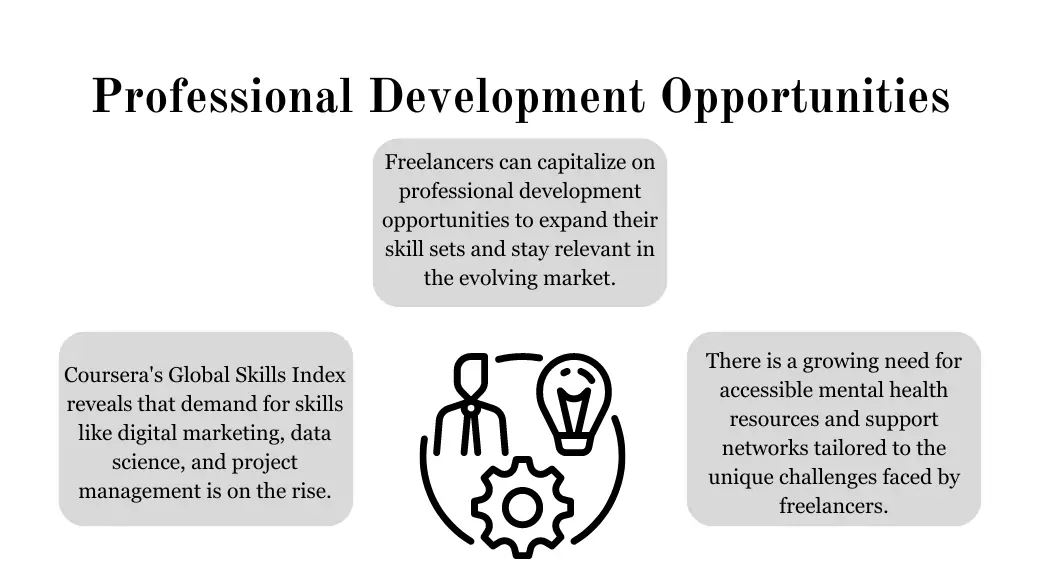 Professional Development Opportunities
Freelancers can capitalize on
professional development
opportunities to expand their
skill sets and stay relevant in
the evolving market.
Coursera's Global Skills Index
reveals that demand for skills
like digital marketing, data
science, and project
management is on the rise.
There is a growing need for
accessible mental health
resources and support
networks tailored to the
unique challenges faced by
freelancers.